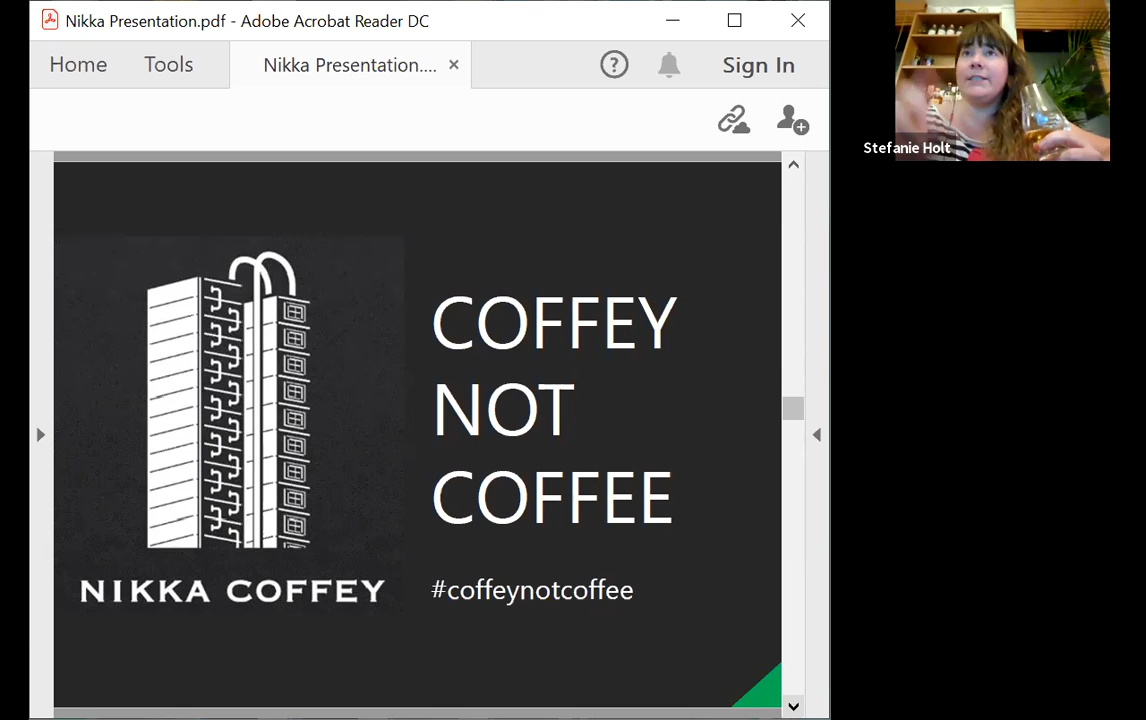 Nikka Presentation.pdf - Adobe Acrobat Reader DC
Home Tools Nikka Presentation.... × ? Sign In
Stefanie Holt
COFFEY
NOT
COFFEE
NIKKA COFFEY
#coffeynotcoffee